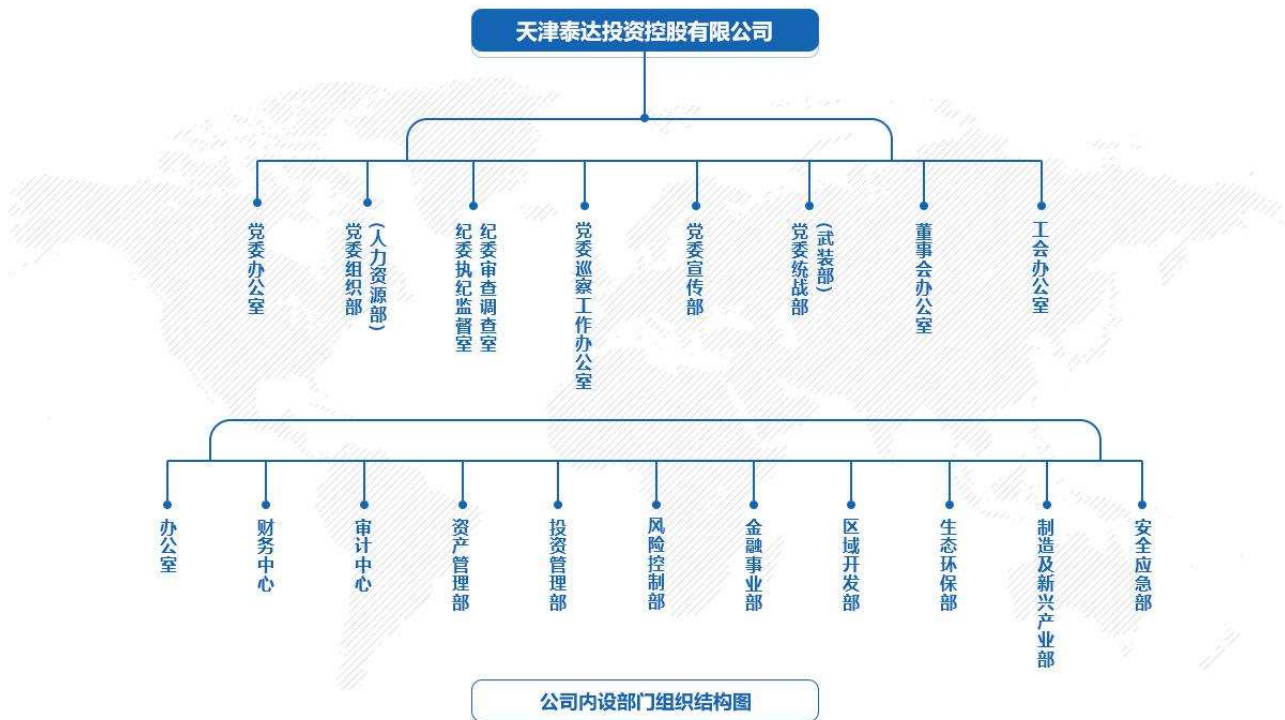 天津泰达投资控股有限公司
党委办公室
党委组织部
(人力资源部)
纪委执纪监督室
纪委审查调查室
党委巡察工作办公室
党委宣传部
党委统战部
(武装部)
董事会办公室
工会办公室
办公室
财务中心
审计中心
资产管理部
投资管理部
风险控制部
金融事业部
区域开发部
生态环保部
制造及新兴产业部
安全应急部
公司内设部门组织结构图